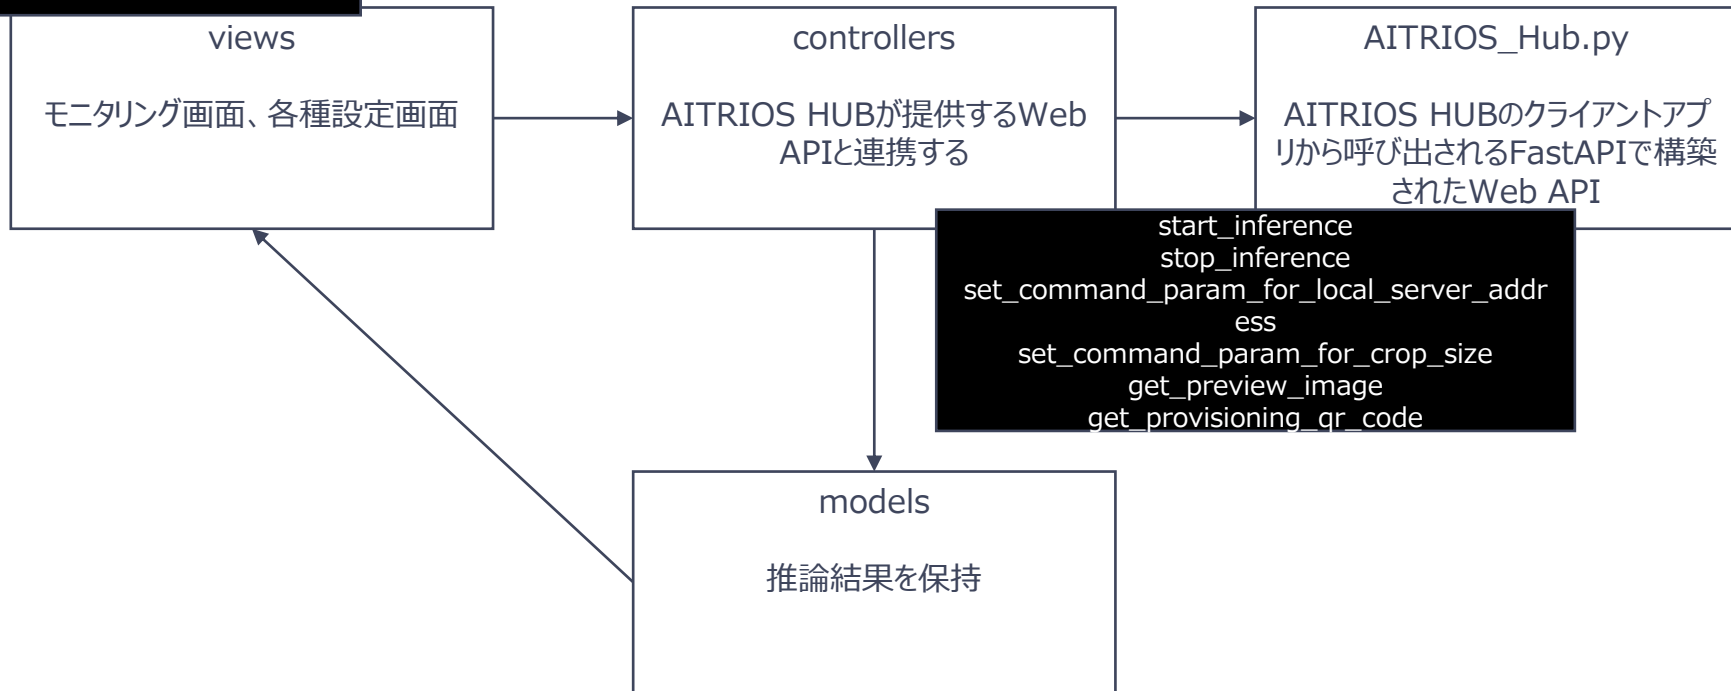 views
モニタリング画面、各種設定画面
controllers
AITRIOS HUBが提供するWeb
APIと連携する
AITRIOS_Hub.py
AITRIOS HUBのクライアントアプ
リから呼び出されるFastAPIで構築
されたWeb API
start_inference
stop_inference
set_command_param_for_local_server_addr
ess
set_command_param_for_crop_size
get_preview_image
get_provisioning_qr_code
models
推論結果を保持